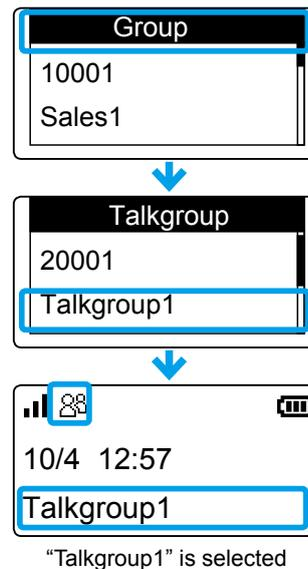 Group
10001
Sales1
Talkgroup
20001
Talkgroup1
10/4 12:57
Talkgroup1
“Talkgroup1” is selected